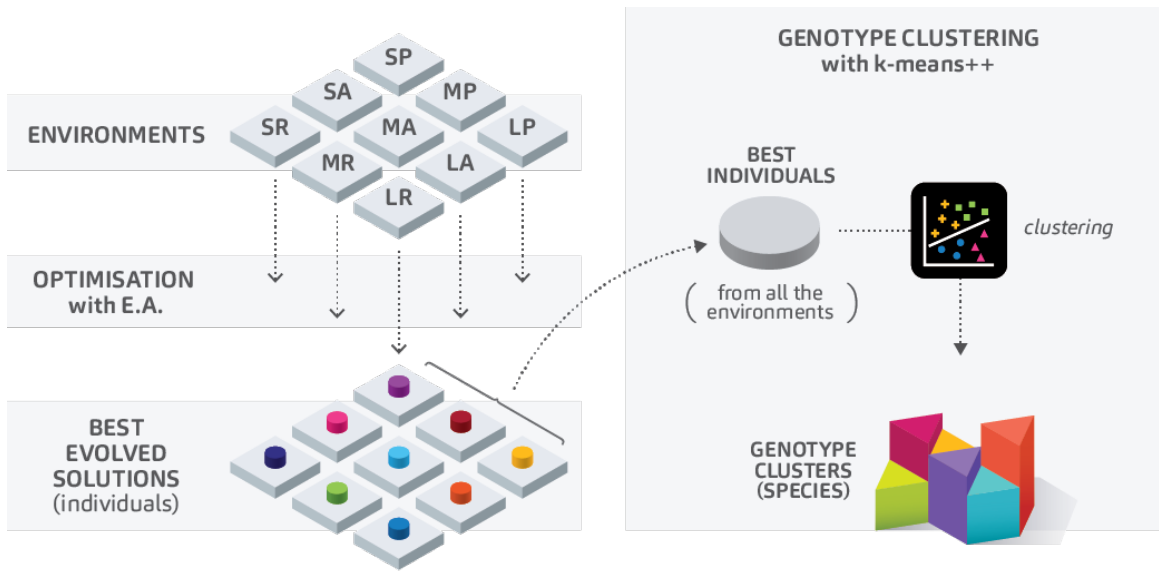 ENVIRONMENTS
SP
SA
MP
SR
MA
LP
MR
LA
LR
OPTIMISATION
with E.A.
BEST
EVOLVED
SOLUTIONS
(individuals)
GENOTYPE CLUSTERING
with k-means++
BEST
INDIVIDUALS
(from all the
environments)
clustering
GENOTYPE
CLUSTERS
(SPECIES)